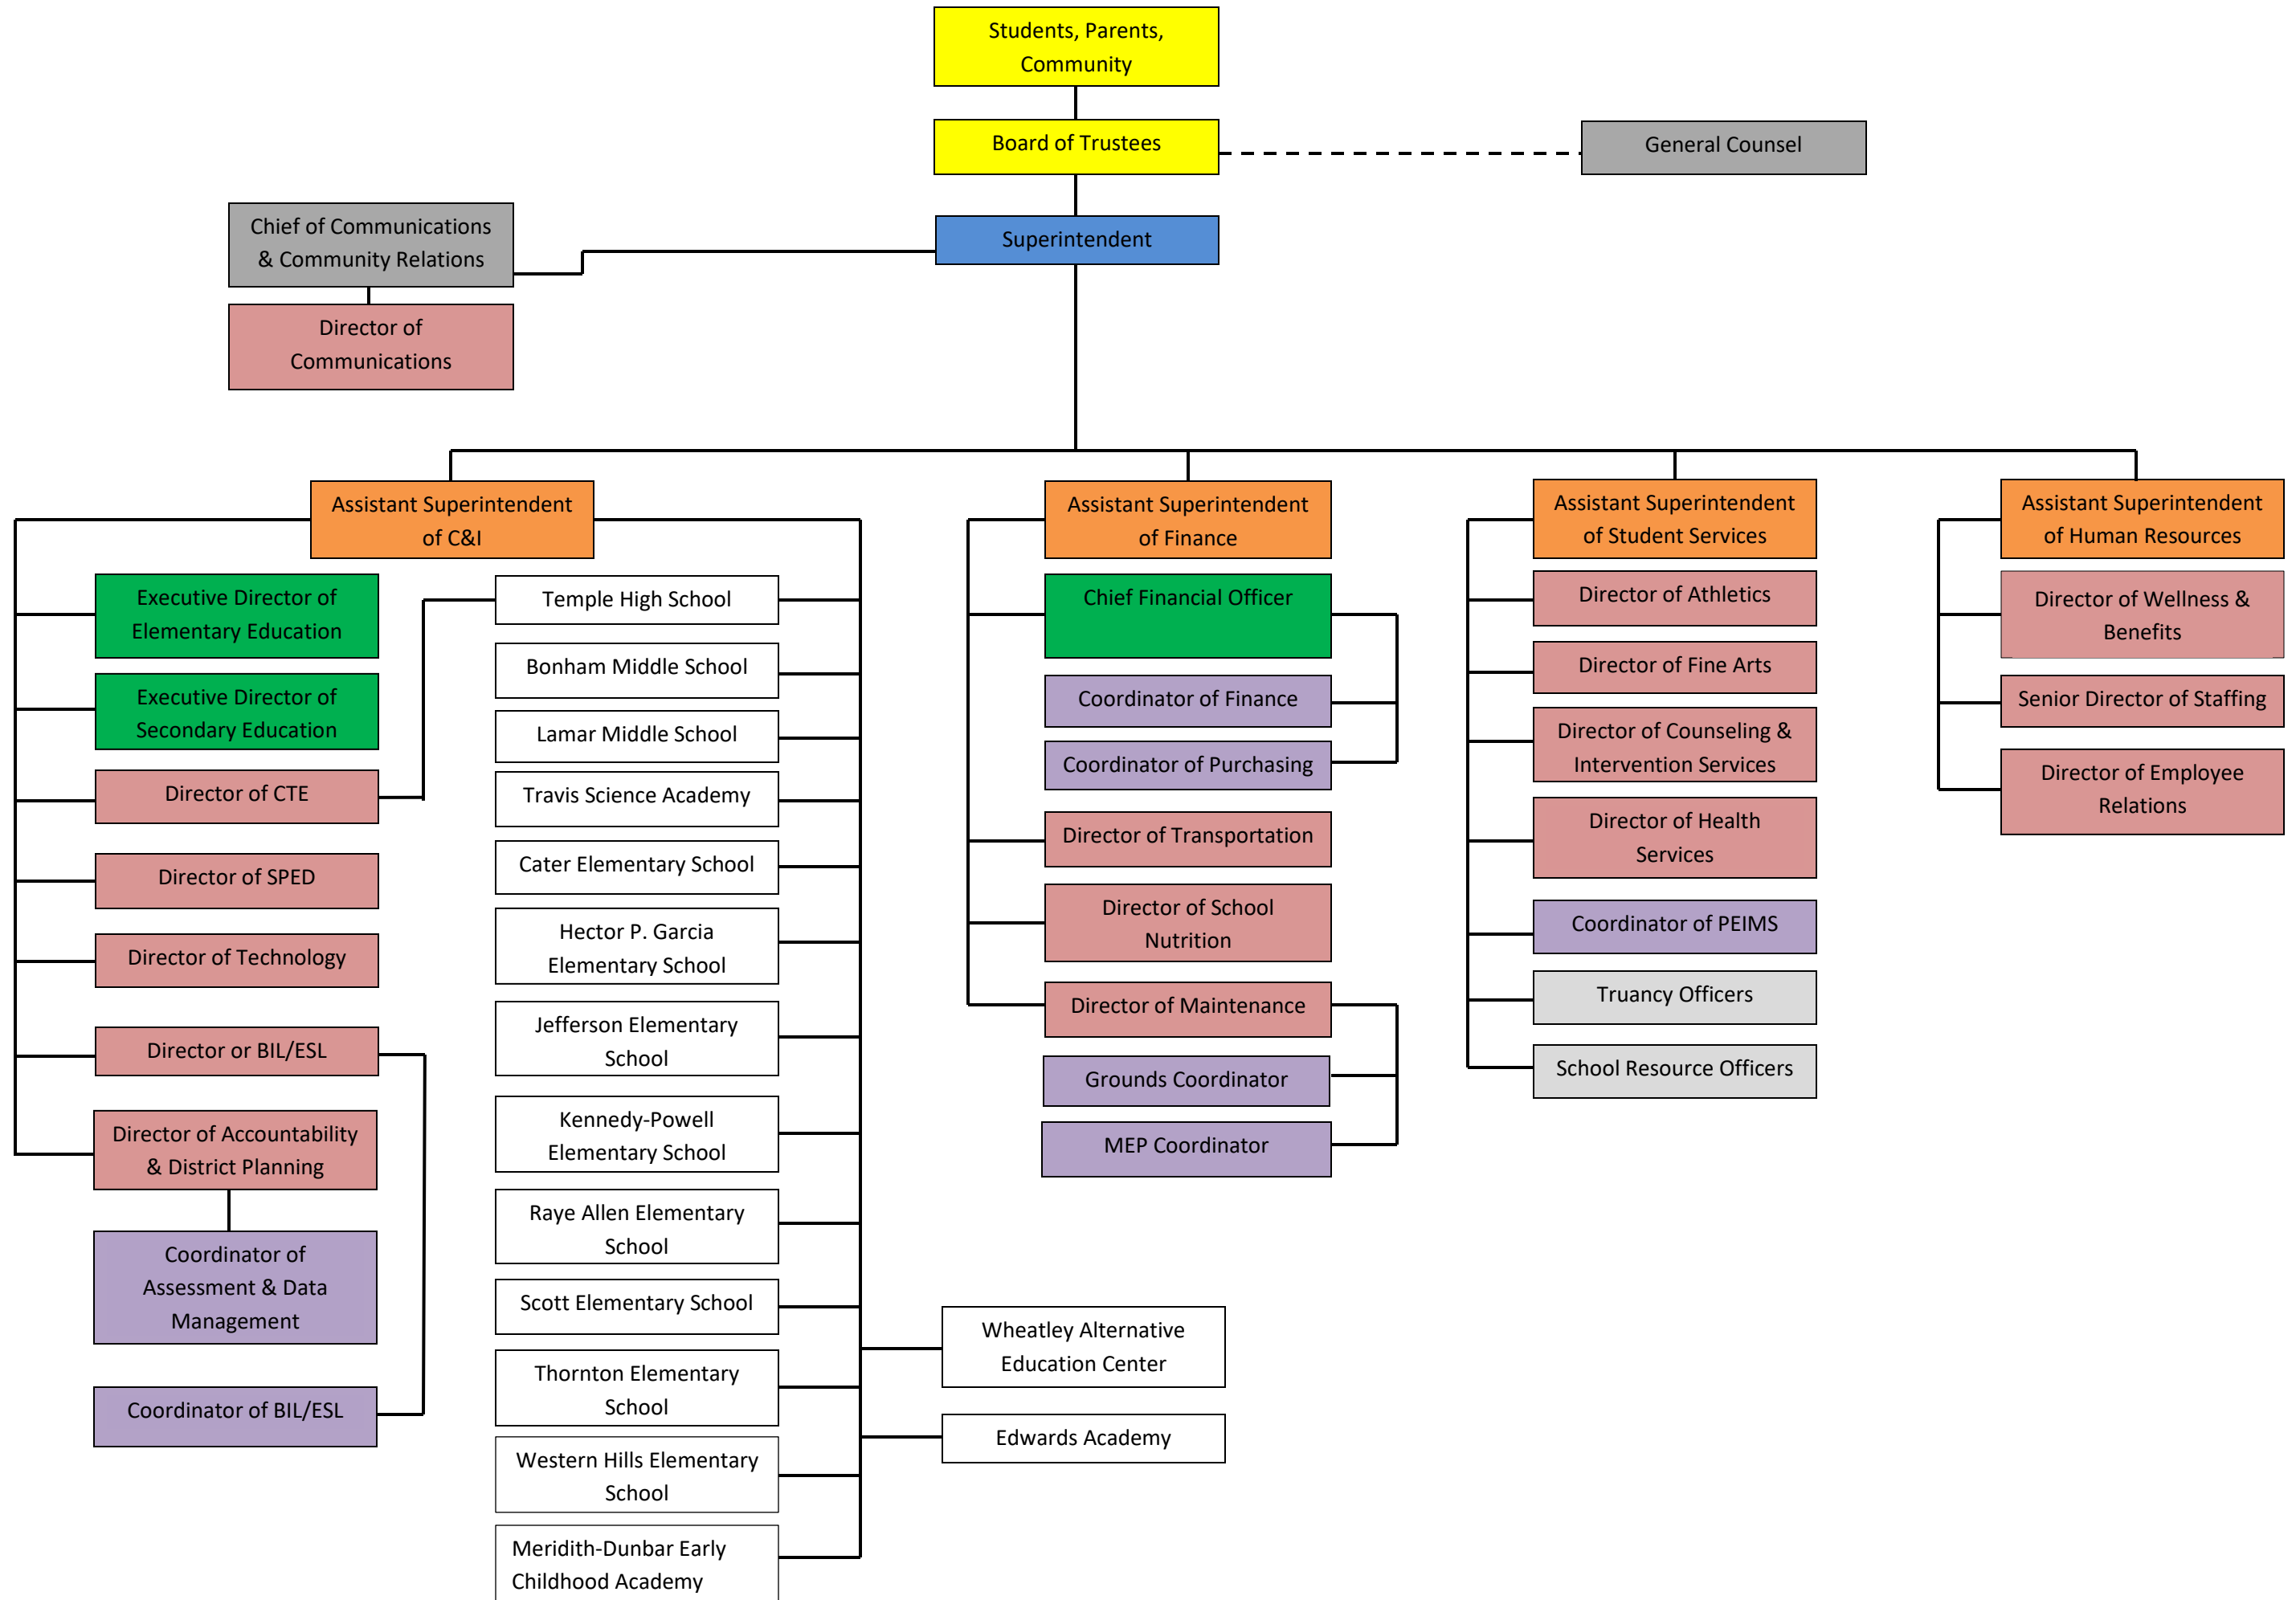 Students, Parents,
Community
Board of Trustees
General Counsel
Chief of Communications
& Community Relations
Superintendent
Director of
Communications
Assistant Superintendent
of C&I
Executive Director of
Elementary Education
Executive Director of
Secondary Education
Director of CTE
Director of SPED
Director of Technology
Director or BIL/ESL
Director of Accountability
& District Planning
Coordinator of
Assessment & Data
Management
Coordinator of BIL/ESL
Temple High School
Bonham Middle School
Lamar Middle School
Travis Science Academy
Cater Elementary School
Hector P. Garcia
Elementary School
Jefferson Elementary
School
Kennedy-Powell
Elementary School
Raye Allen Elementary
School
Scott Elementary School
Thornton Elementary
School
Western Hills Elementary
School
Meridith-Dunbar Early
Childhood Academy
Wheatley Alternative
Education Center
Edwards Academy
Assistant Superintendent
of Finance
Chief Financial Officer
Coordinator of Finance
Coordinator of Purchasing
Director of Transportation
Director of School
Nutrition
Director of Maintenance
Grounds Coordinator
MEP Coordinator
Assistant Superintendent
of Student Services
Director of Athletics
Director of Fine Arts
Director of Counseling &
Intervention Services
Director of Health
Services
Coordinator of PEIMS
Truancy Officers
School Resource Officers
Assistant Superintendent
of Human Resources
Director of Wellness &
Benefits
Senior Director of Staffing
Director of Employee
Relations